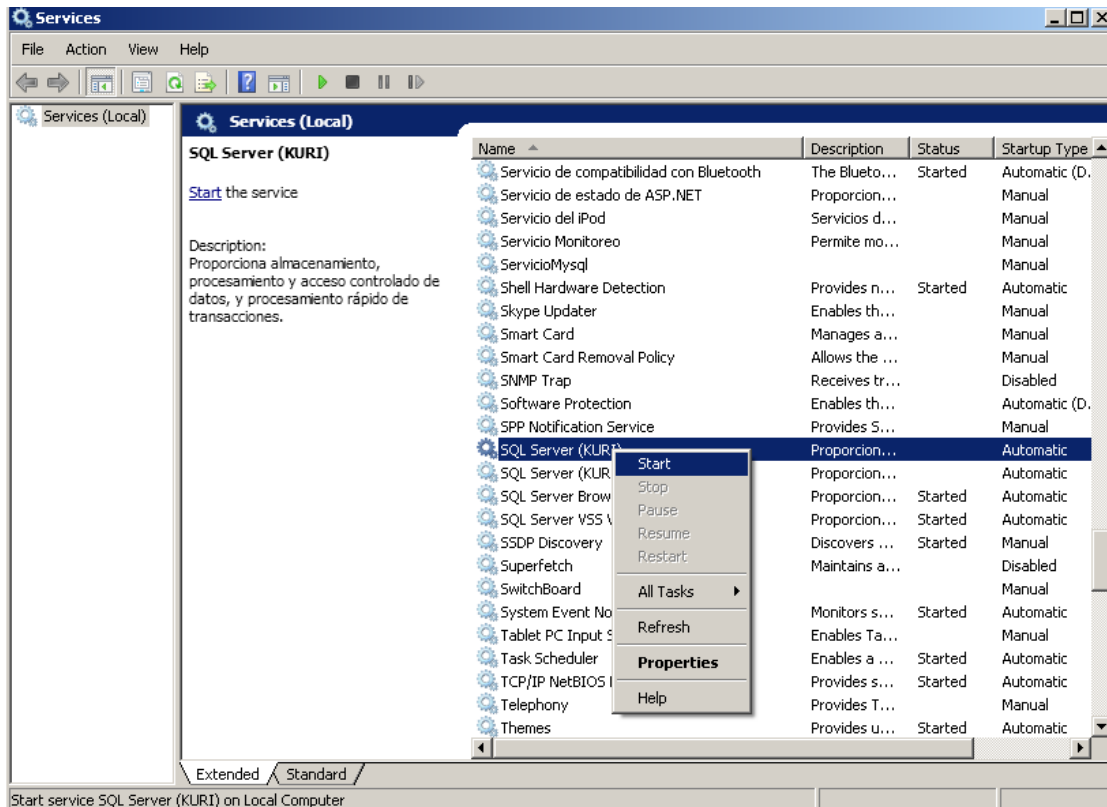 Services
File Action View Help
Services (Local)
Services (Local)
SQL Server (KURI)
Start the service
Description:
Proporciona almacenamiento,
procesamiento y acceso controlado de
datos, y procesamiento rápido de
transacciones.
Name Description Status Startup Type
Servicio de compatibilidad con Bluetooth The Blueto... Started Automatic (D.
Servicio de estado de ASP.NET Proporcion... Manual
Servicio del iPod Servicios d... Manual
Servicio Monitoreo Permite mo... Manual
ServicioMysql Manual
Shell Hardware Detection Provides n... Started Automatic
Skype Updater Enables th... Manual
Smart Card Manages a... Manual
Smart Card Removal Policy Allows the ... Manual
SNMP Trap Receives tr... Disabled
Software Protection Enables th... Automatic (D.
SPP Notification Service Provides S... Manual
SQL Server (KURI) Proporcion... Automatic
SQL Server (KUR Proporcion... Automatic
SQL Server Brow Proporcion... Started Automatic
SQL Server VSS Proporcion... Started Automatic
SSDP Discovery Discovers ... Started Manual
Superfetch Maintains a... Disabled
SwitchBoard Manual
System Event No Monitors s... Started Automatic
Tablet PC Input Enables Ta... Manual
Task Scheduler Enables a ... Started Automatic
TCP/IP NetBIOS Provides s... Started Automatic
Telephony Provides T... Manual
Themes Provides u... Started Automatic
Start
Stop
Pause
Resume
Restart
All Tasks
Refresh
Properties
Help
Extended Standard
Start service SQL Server (KURI) on Local Computer